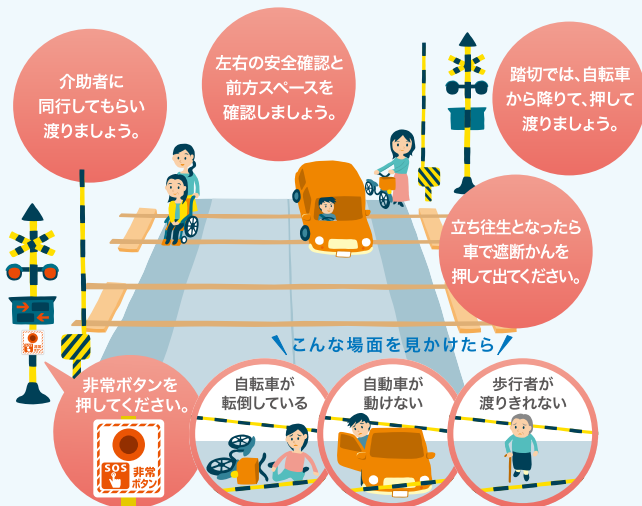 介助者に
同行してもらい
渡りましょう。
左右の安全確認と
前方スペースを
確認しましょう。
踏切では、自転車
から降りて、押して
渡りましょう。
立ち往生となったら
車で遮断かんを
押して出てください。
こんな場面を見かけたら
非常ボタンを
押してください。
SOS
非常
ボタン
自転車が
転倒している
自動車が
動けない
歩行者が
渡りきれない